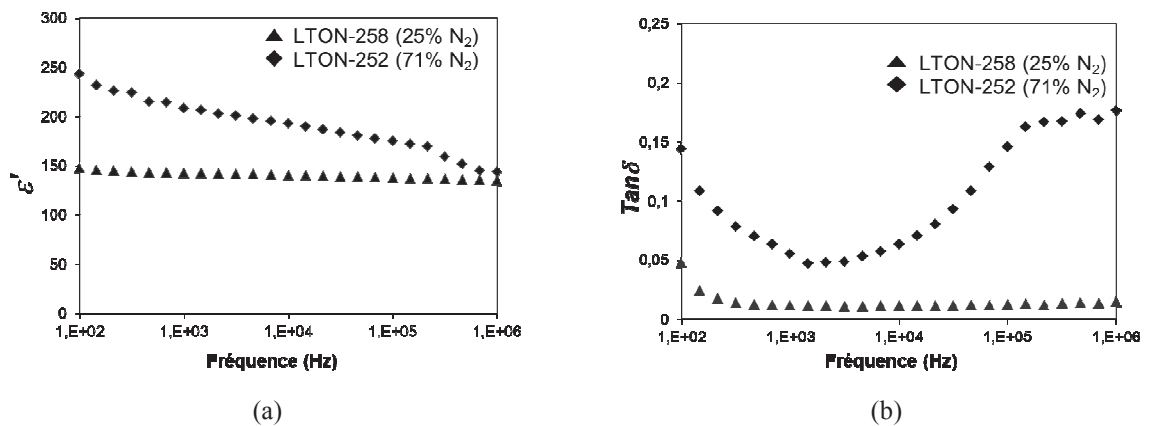 300
250
200
150
100
50
0
ε'
LTON-258 (25% N₂)
LTON-252 (71% N₂)
1,E+02 1,E+03 1,E+04 1,E+05 1,E+06
Fréquence (Hz)
(a)
0,25
0,2
0,15
0,1
0,05
0
Tanδ
LTON-258 (25% N₂)
LTON-252 (71% N₂)
1,E+02 1,E+03 1,E+04 1,E+05 1,E+06
Fréquence (Hz)
(b)